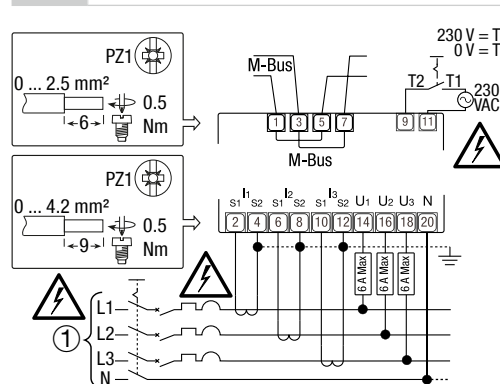 PZ1
0 ... 2.5 mm²
6
0.5
Nm
PZ1
0 ... 4.2 mm²
9
0.5
Nm
230 V = T
0 V = T
M-Bus
T2 T1
230
VAC
1 3 5 7 9 11
M-Bus
I1 I2 I3
S1 S2 S1 S2 S1 S2 U1 U2 U3 N
2 4 6 8 10 12 14 16 18 20
6 A Max 6 A Max 6 A Max
1
L1
L2
L3
N